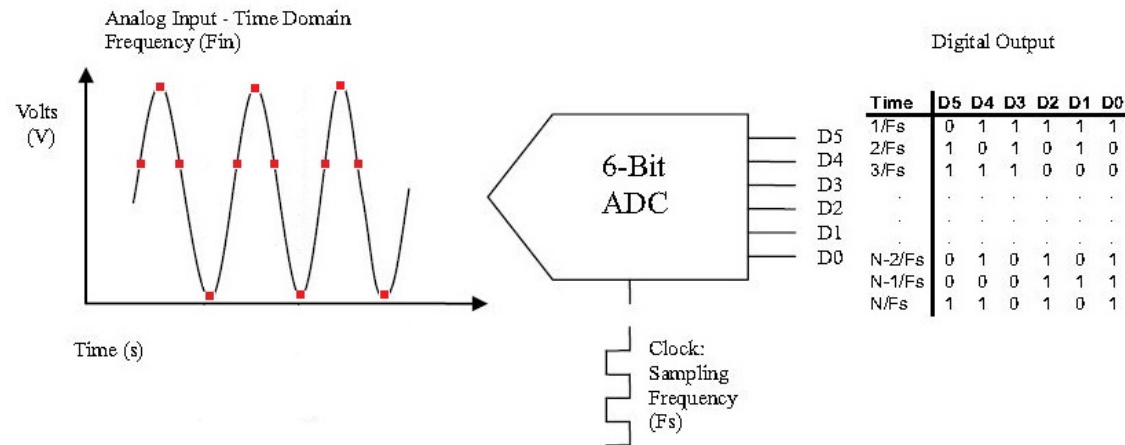 Analog Input - Time Domain
Frequency (Fin)
Volts
(V)
Time (s)
6-Bit
ADC
D5
D4
D3
D2
D1
D0
Clock:
Sampling
Frequency
(Fs)
Digital Output
Time D5 D4 D3 D2 D1 D0
1/Fs 0 1 1 1 1 1
2/Fs 1 0 1 0 1 0
3/Fs 1 1 1 0 0 0
. . . . . . .
. . . . . . .
. . . . . . .
N-2/Fs 0 1 0 1 0 1
N-1/Fs 0 0 0 1 1 1
N/Fs 1 1 0 1 0 1